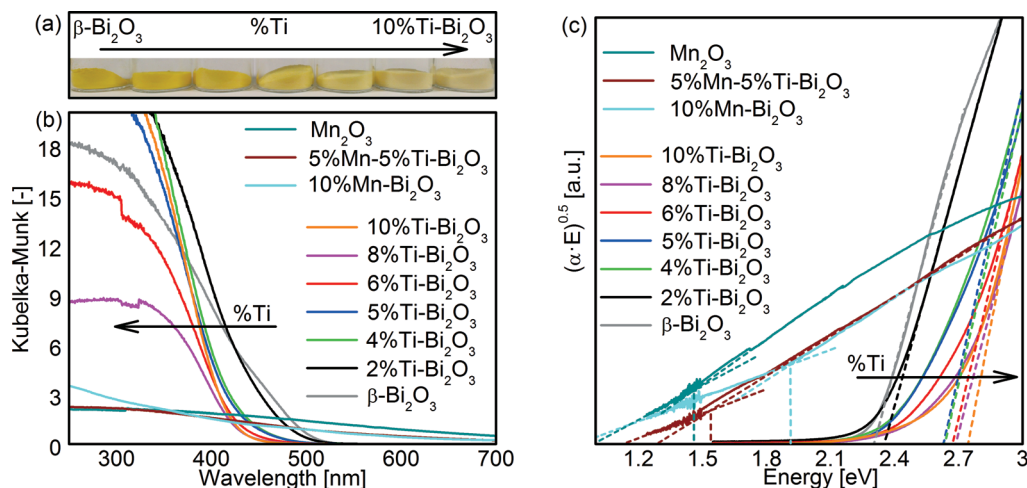 (a)
β-Bi₂O₃ %Ti 10%Ti-Bi₂O₃
(b)
Kubelka-Munk [-]
18
15
12
9
6
3
0
Mn₂O₃
5%Mn-5%Ti-Bi₂O₃
10%Mn-Bi₂O₃
10%Ti-Bi₂O₃
8%Ti-Bi₂O₃
6%Ti-Bi₂O₃
5%Ti-Bi₂O₃
4%Ti-Bi₂O₃
2%Ti-Bi₂O₃
β-Bi₂O₃
%Ti
300 400 500 600 700
Wavelength [nm]
(c)
(α E)^0.5 [a.u.]
Mn₂O₃
5%Mn-5%Ti-Bi₂O₃
10%Mn-Bi₂O₃
10%Ti-Bi₂O₃
8%Ti-Bi₂O₃
6%Ti-Bi₂O₃
5%Ti-Bi₂O₃
4%Ti-Bi₂O₃
2%Ti-Bi₂O₃
β-Bi₂O₃
%Ti
1.2 1.5 1.8 2.1 2.4 2.7 3
Energy [eV]